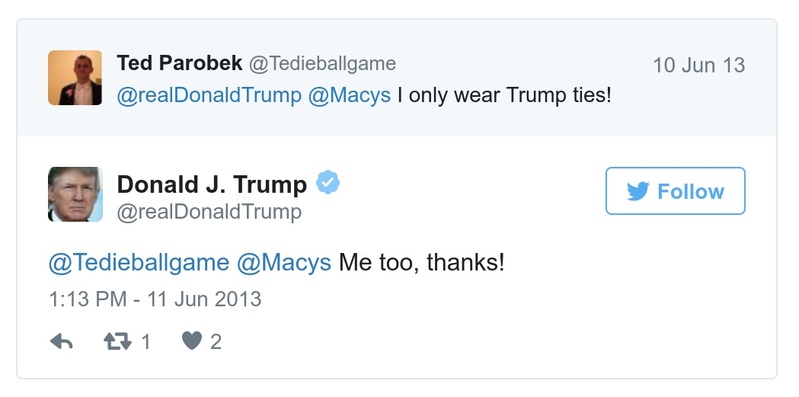 Ted Parobek @Tedieballgame 10 Jun 13
@realDonaldTrump @Macys I only wear Trump ties!
Donald J. Trump
@realDonaldTrump
Follow
@Tedieballgame @Macys Me too, thanks!
1:13 PM - 11 Jun 2013
1 2